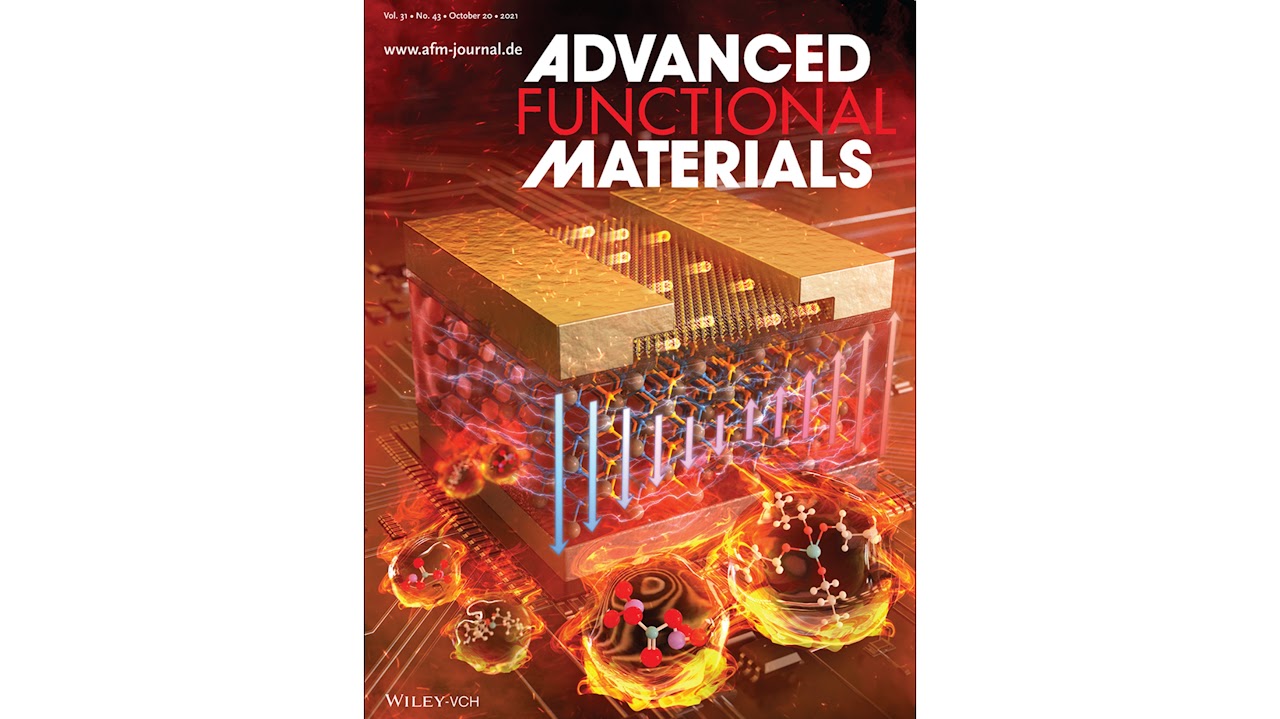 Vol. 31 • No. 43 • October 20 • 2021
www.afm-journal.de
ADVANCED
FUNCTIONAL
MATERIALS
WILEY-VCH